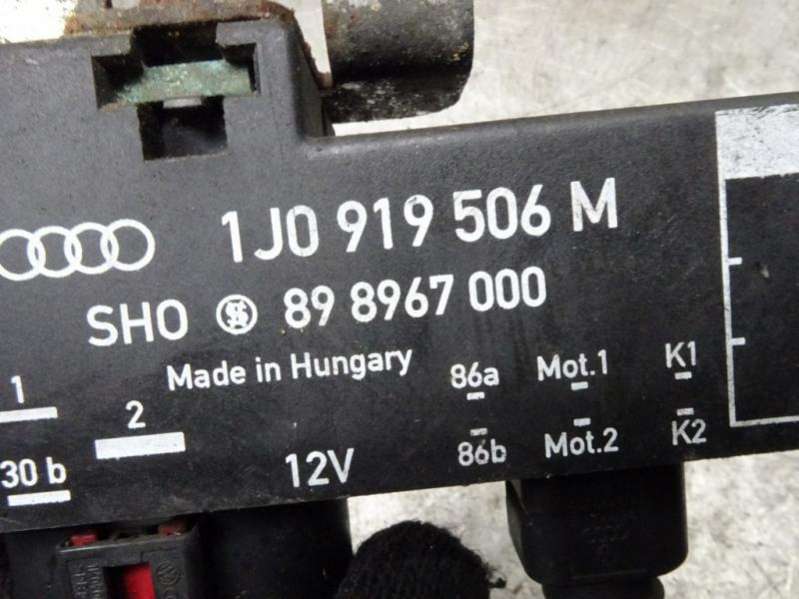 1J0 919 506 M
SHO 89 8967 000
Made in Hungary
1
2
30 b
12V
86a
Mot.1
K1
86b
Mot.2
K2